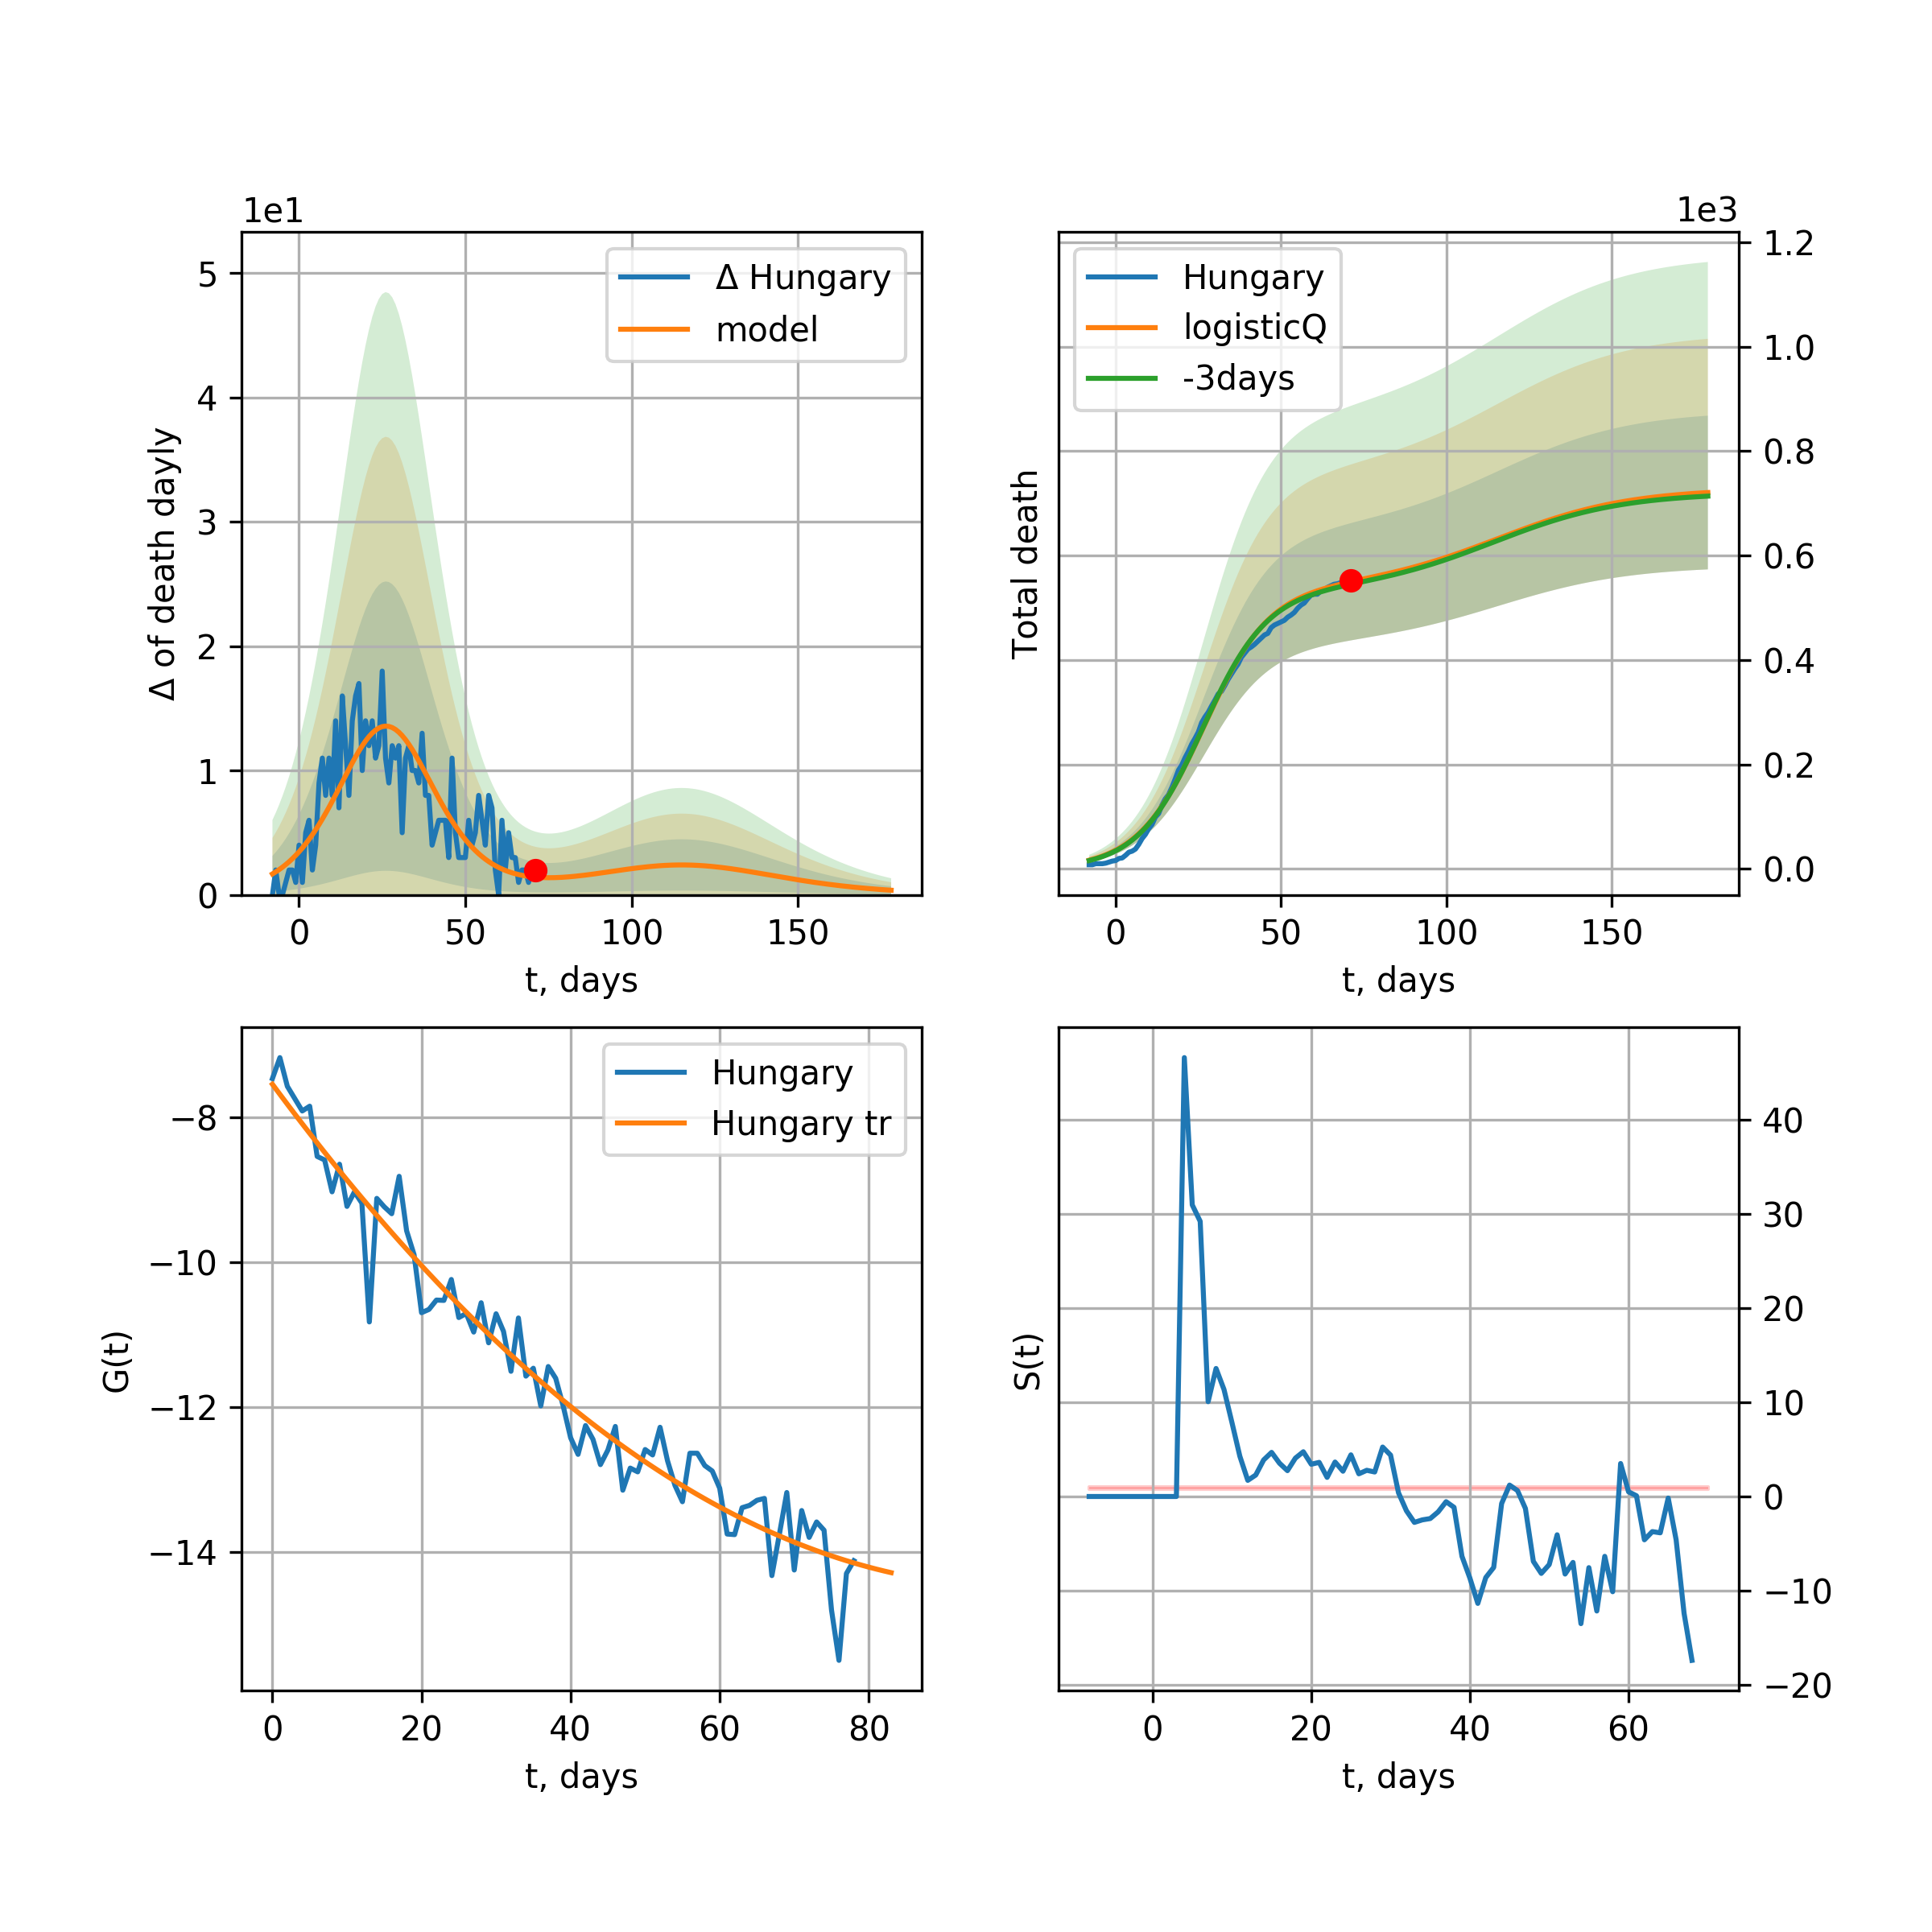 1e1
5
4
3
2
1
0
Δ of death dayly
0 50 100 150
t, days
Δ Hungary
model
1e3
1.2
1.0
0.8
0.6
0.4
0.2
0.0
Total death
0 50 100 150
t, days
Hungary
logisticQ
-3days
−8
−10
−12
−14
G(t)
0 20 40 60 80
t, days
Hungary
Hungary tr
40
30
20
10
0
−10
−20
S(t)
0 20 40 60
t, days